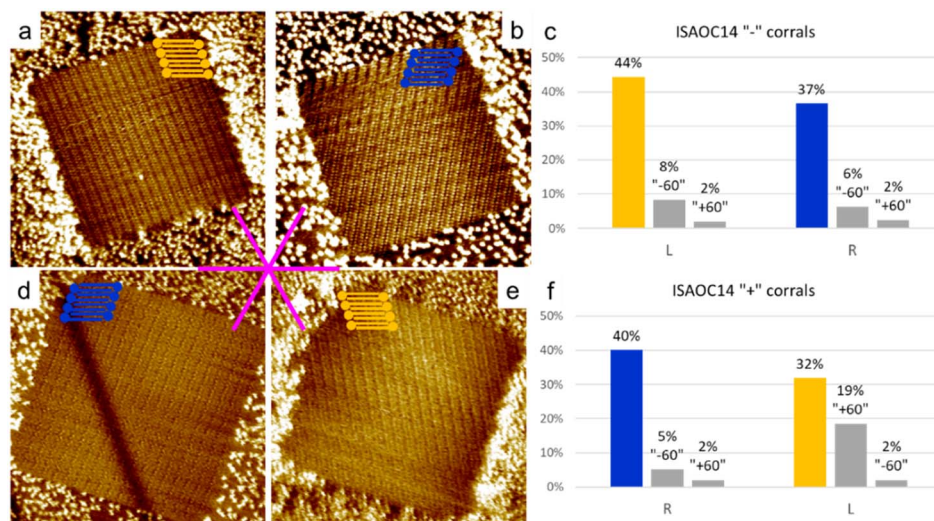 a
b
c
ISAOC14 "-" corrals
50%
40%
30%
20%
10%
0%
44%
8%
"-60"
2%
"+60"
37%
6%
"-60"
2%
"+60"
L
R
d
e
f
ISAOC14 "+" corrals
50%
40%
30%
20%
10%
0%
40%
5%
"-60"
2%
"+60"
32%
19%
"+60"
2%
"-60"
R
L